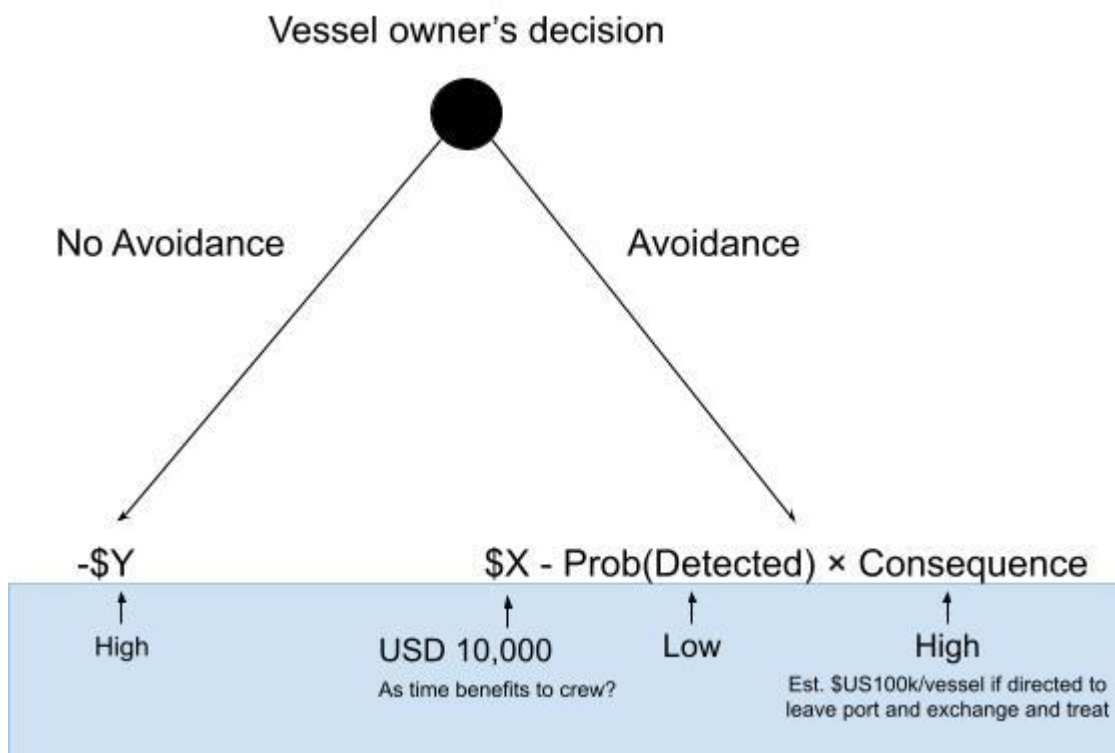 Vessel owner's decision
No Avoidance
Avoidance
-$Y
$X - Prob(Detected) × Consequence
High
USD 10,000
As time benefits to crew?
Low
High
Est. $US100k/vessel if directed to
leave port and exchange and treat